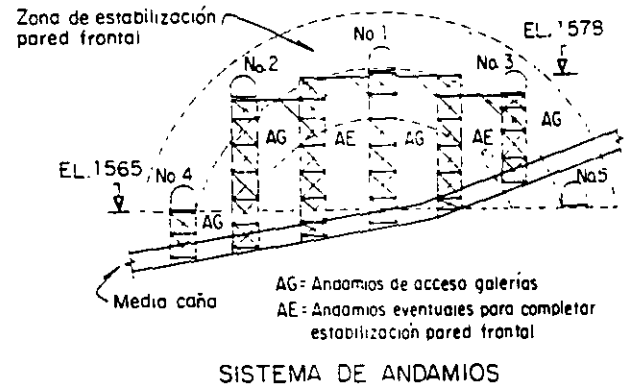 Zona de estabilización
pared frontal
No.1
EL.1578
No.2
No.3
AG
AE
AG
AE
AG
EL.1565
No 4
AG
No.5
Media caña
AG= Andamios de acceso galerías
AE= Andamios eventuales para completar
estabilización pared frontal
SISTEMA DE ANDAMIOS